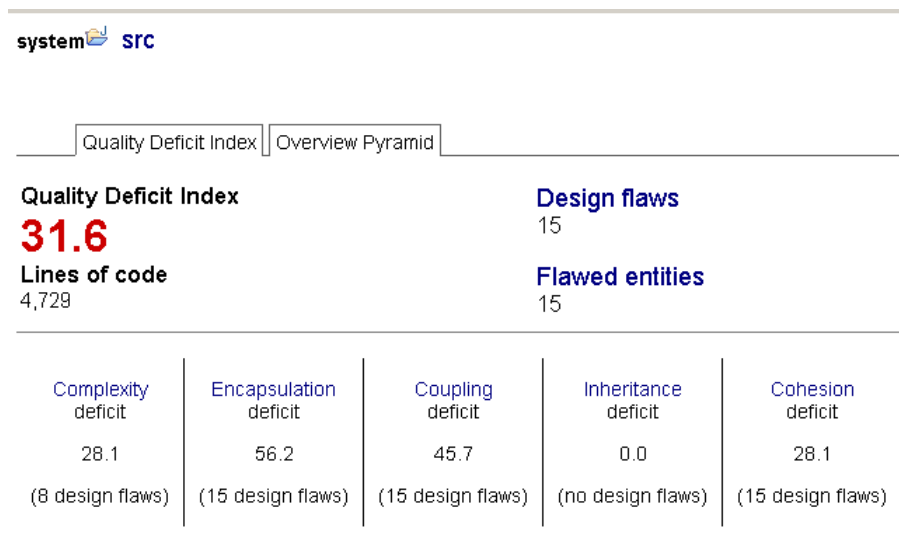 system src
Quality Deficit Index Overview Pyramid
Quality Deficit Index
31.6
Lines of code
4,729
Design flaws
15
Flawed entities
15
Complexity
deficit
28.1
(8 design flaws)
Encapsulation
deficit
56.2
(15 design flaws)
Coupling
deficit
45.7
(15 design flaws)
Inheritance
deficit
0.0
(no design flaws)
Cohesion
deficit
28.1
(15 design flaws)